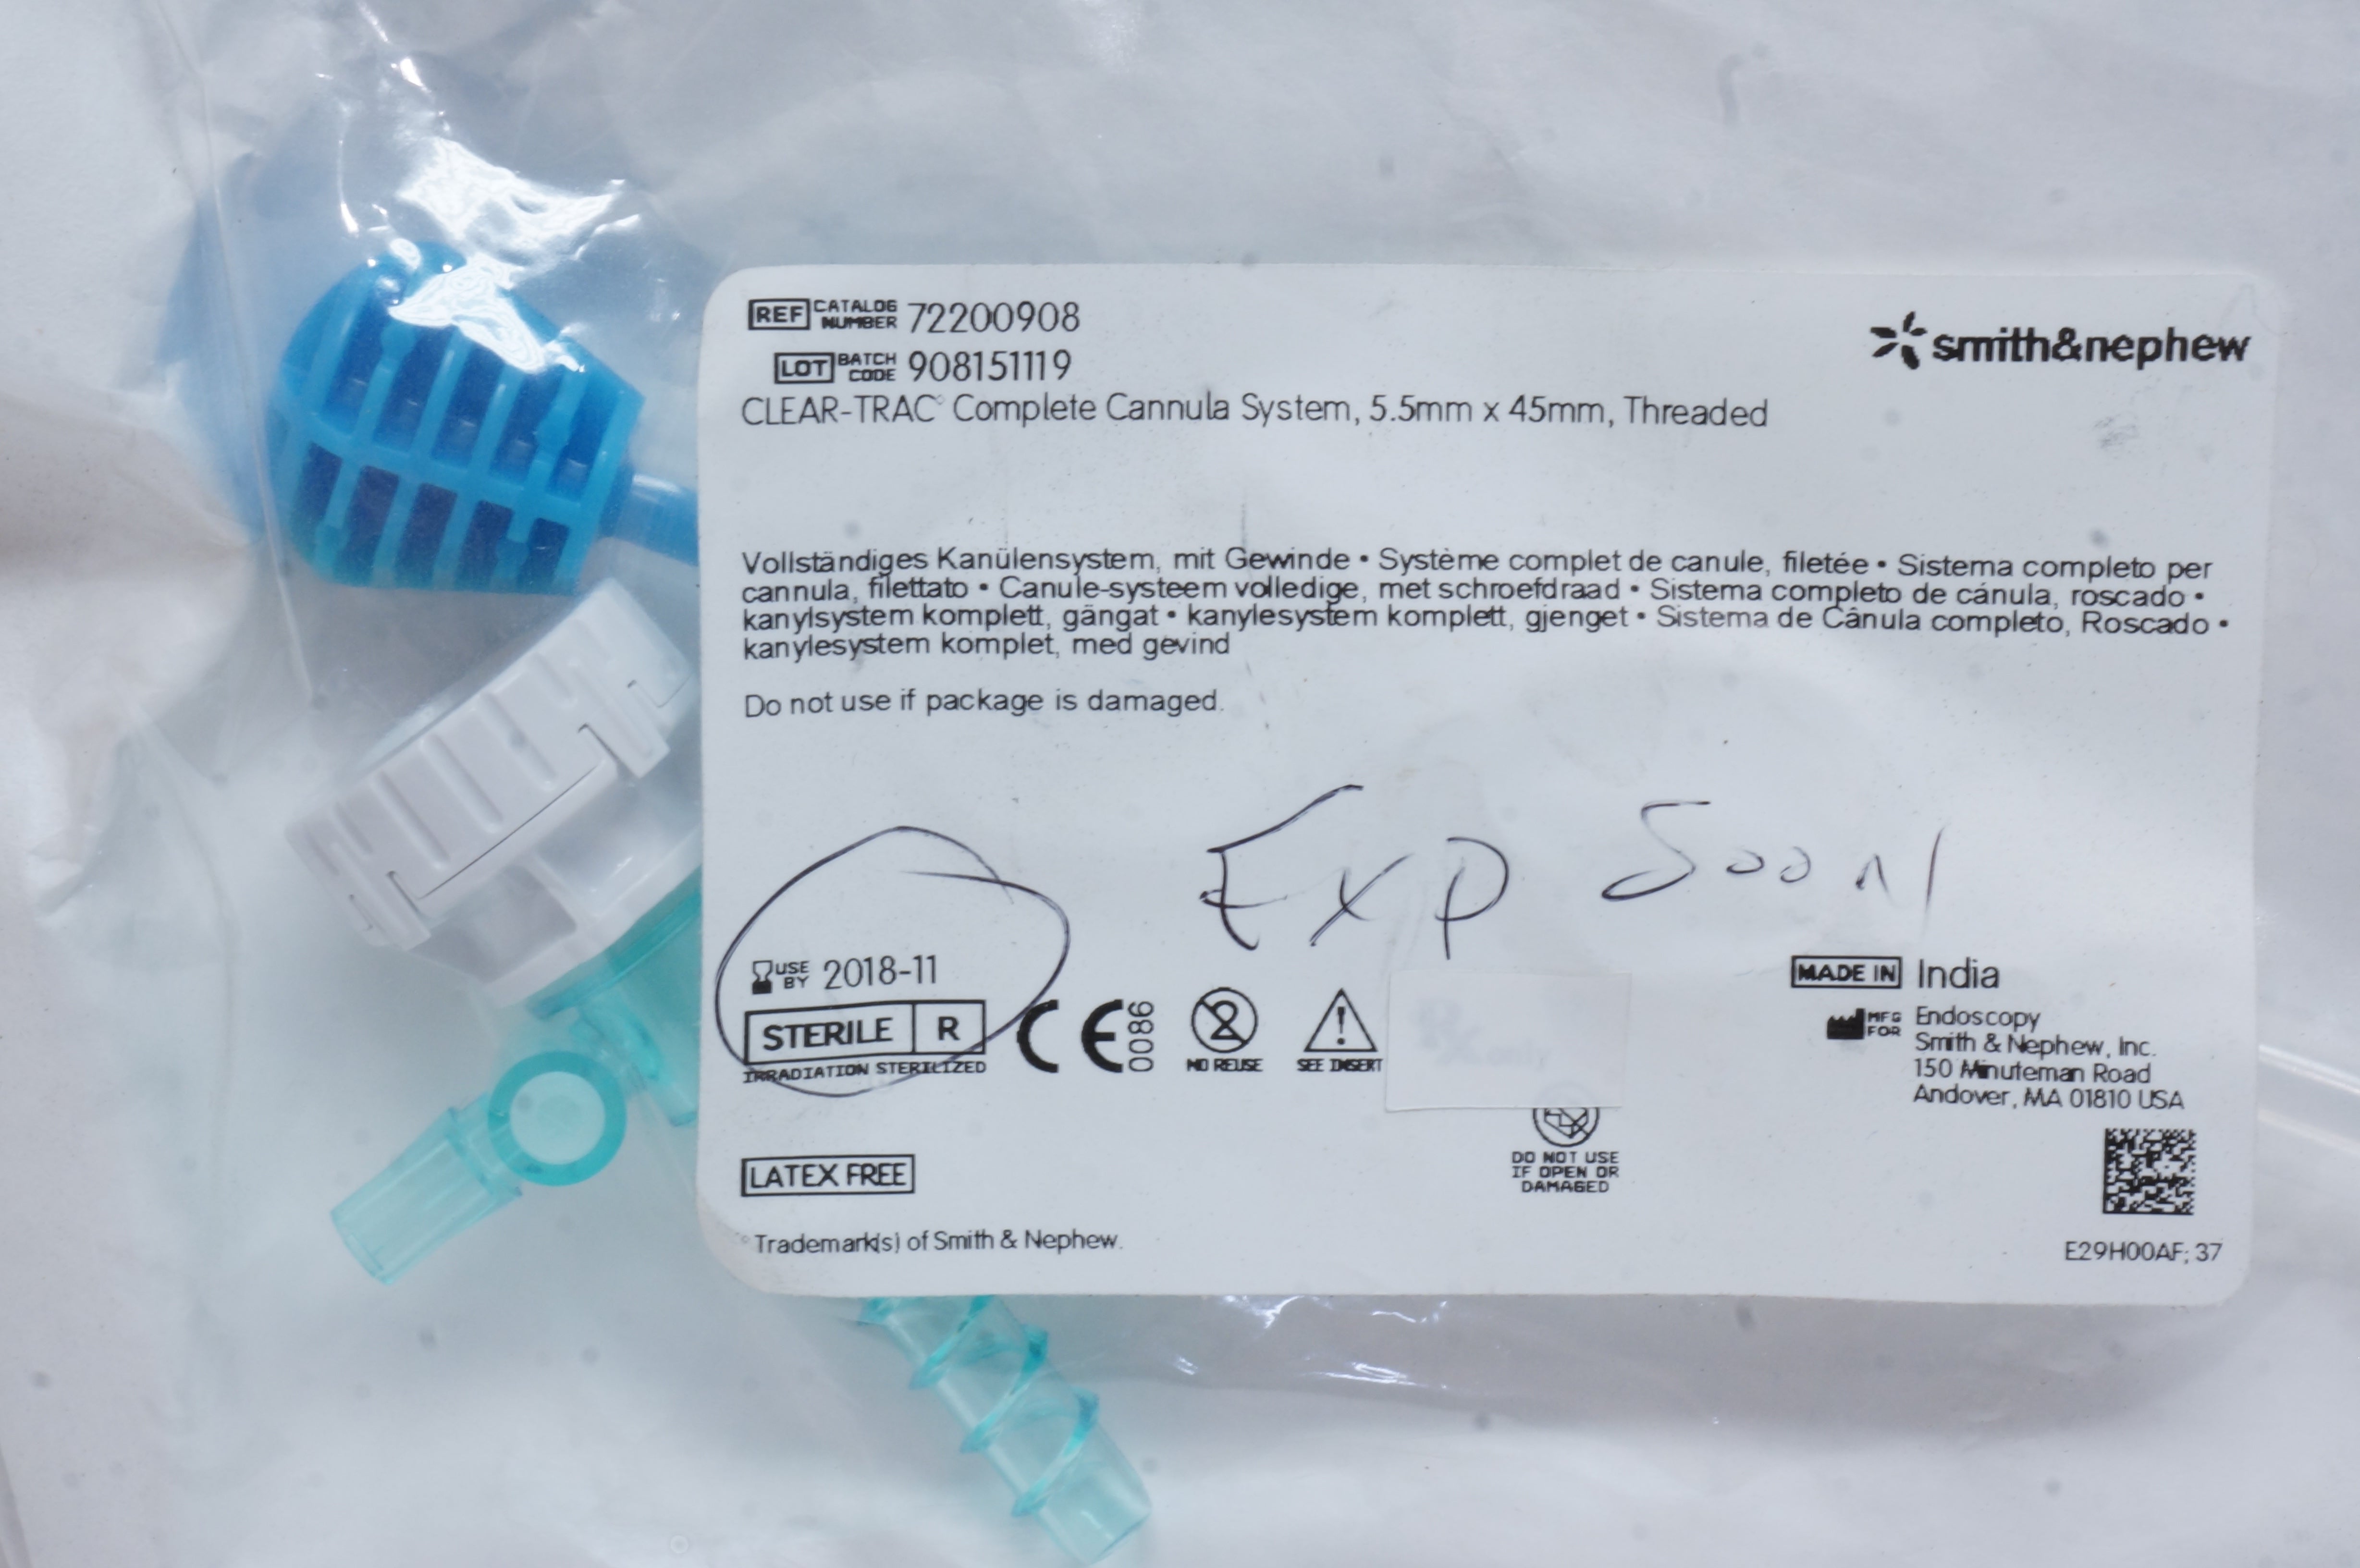 REF CATALOG NUMBER 72200908
LOT BATCH CODE 908151119
smith&nephew
CLEAR-TRAC° Complete Cannula System, 5.5mm x 45mm, Threaded
Vollständiges Kanülensystem, mit Gewinde • Système complet de canule, filetée • Sistema completo per
cannula, filettato • Canule-systeem volledige, met schroefdraad • Sistema completo de cánula, roscado •
kanylsystem komplett, gängat • kanylesystem komplett, gjenget • Sistema de Cânula completo, Roscado •
kanylesystem komplet, med gevind
Do not use if package is damaged.
Exp Soon
USE BY 2018-11
STERILE R
IRRADIATION STERILIZED
CE 0086
2
NO REUSE
SEE INSERT
Rx only
DO NOT USE
IF OPEN OR
DAMAGED
MADE IN India
MFG FOR Endoscopy
Smith & Nephew, Inc.
150 Minuteman Road
Andover, MA 01810 USA
LATEX FREE
° Trademark(s) of Smith & Nephew.
E29H00AF; 37